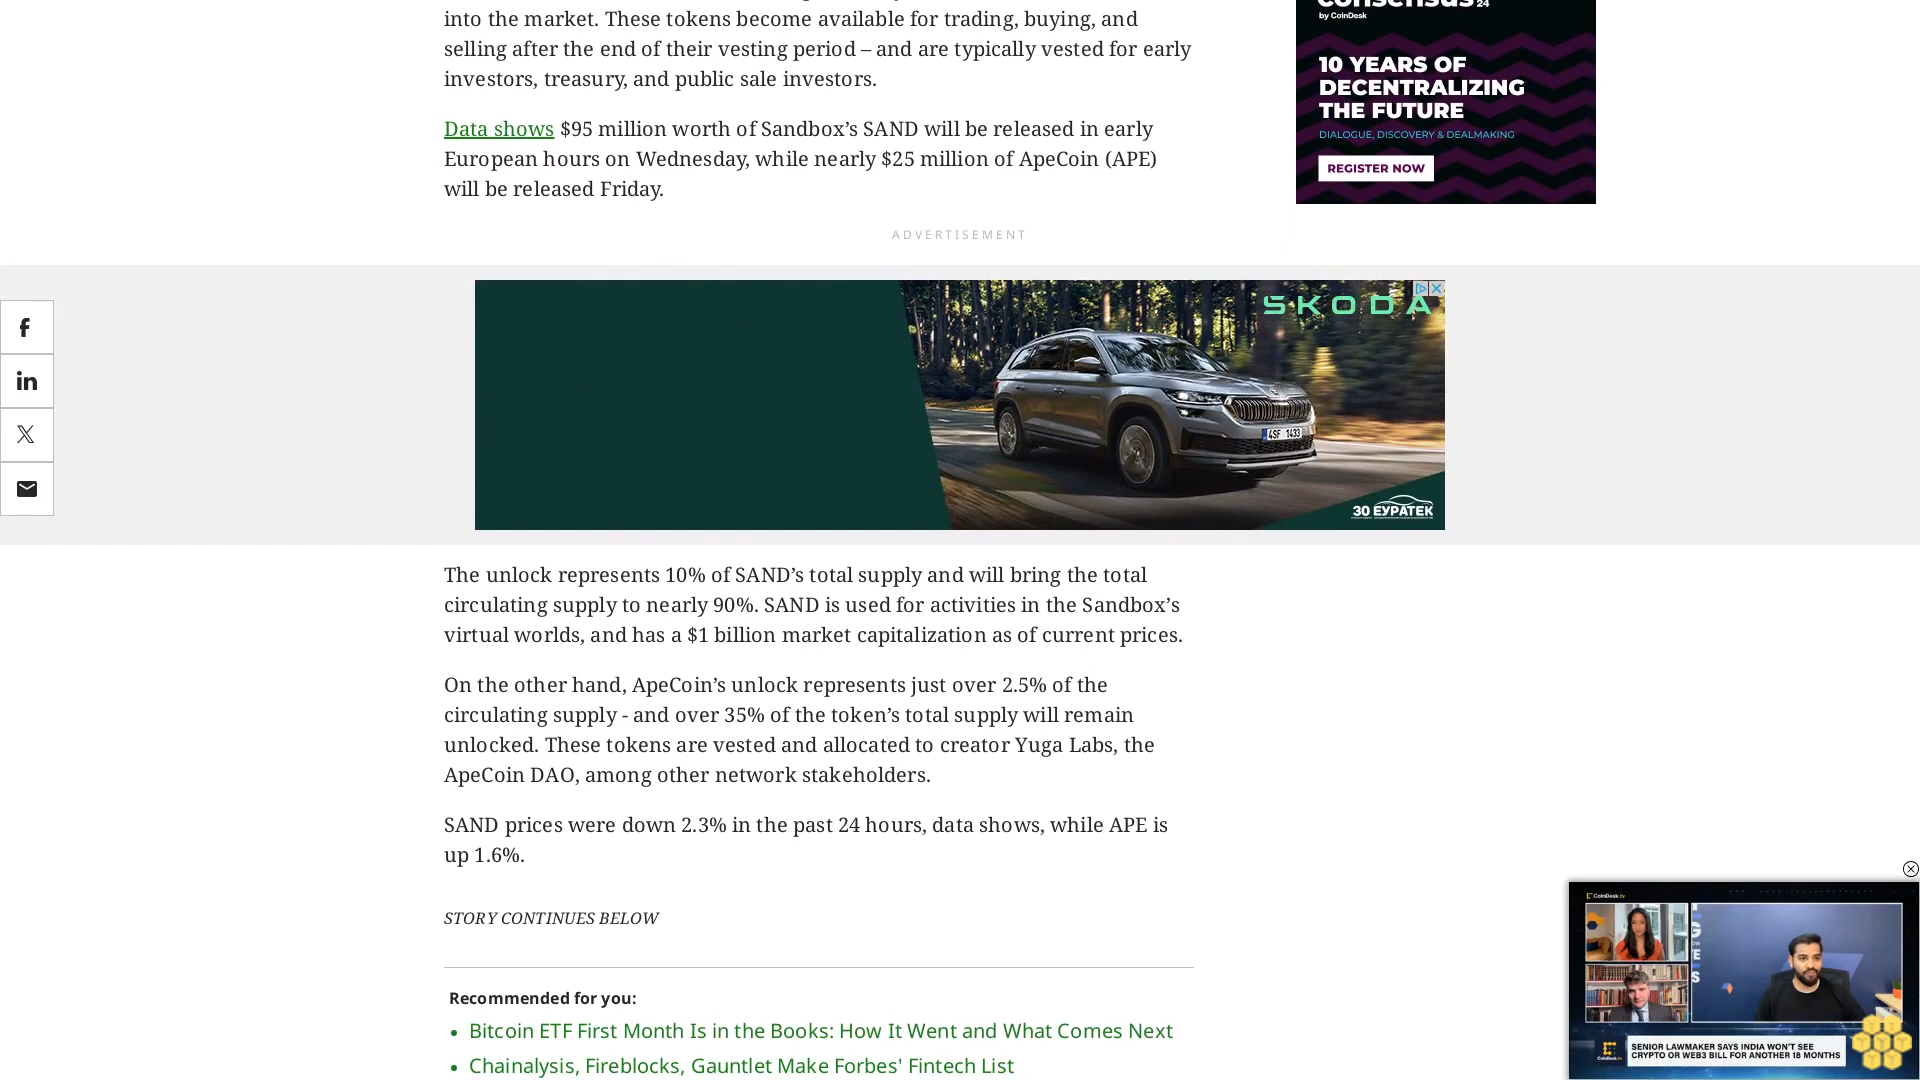 into the market. These tokens become available for trading, buying, and
selling after the end of their vesting period – and are typically vested for early
investors, treasury, and public sale investors.
Data shows $95 million worth of Sandbox’s SAND will be released in early
European hours on Wednesday, while nearly $25 million of ApeCoin (APE)
will be released Friday.
consensus24
by CoinDesk
10 YEARS OF
DECENTRALIZING
THE FUTURE
DIALOGUE, DISCOVERY & DEALMAKING
REGISTER NOW
ADVERTISEMENT
SKODA
4SF 1433
30 ЕУРАТЕК
The unlock represents 10% of SAND’s total supply and will bring the total
circulating supply to nearly 90%. SAND is used for activities in the Sandbox’s
virtual worlds, and has a $1 billion market capitalization as of current prices.
On the other hand, ApeCoin’s unlock represents just over 2.5% of the
circulating supply - and over 35% of the token’s total supply will remain
unlocked. These tokens are vested and allocated to creator Yuga Labs, the
ApeCoin DAO, among other network stakeholders.
SAND prices were down 2.3% in the past 24 hours, data shows, while APE is
up 1.6%.
STORY CONTINUES BELOW
Recommended for you:
• Bitcoin ETF First Month Is in the Books: How It Went and What Comes Next
• Chainalysis, Fireblocks, Gauntlet Make Forbes' Fintech List
CoinDesk.tv
SENIOR LAWMAKER SAYS INDIA WON'T SEE
CRYPTO OR WEB3 BILL FOR ANOTHER 18 MONTHS
CoinDesk.tv